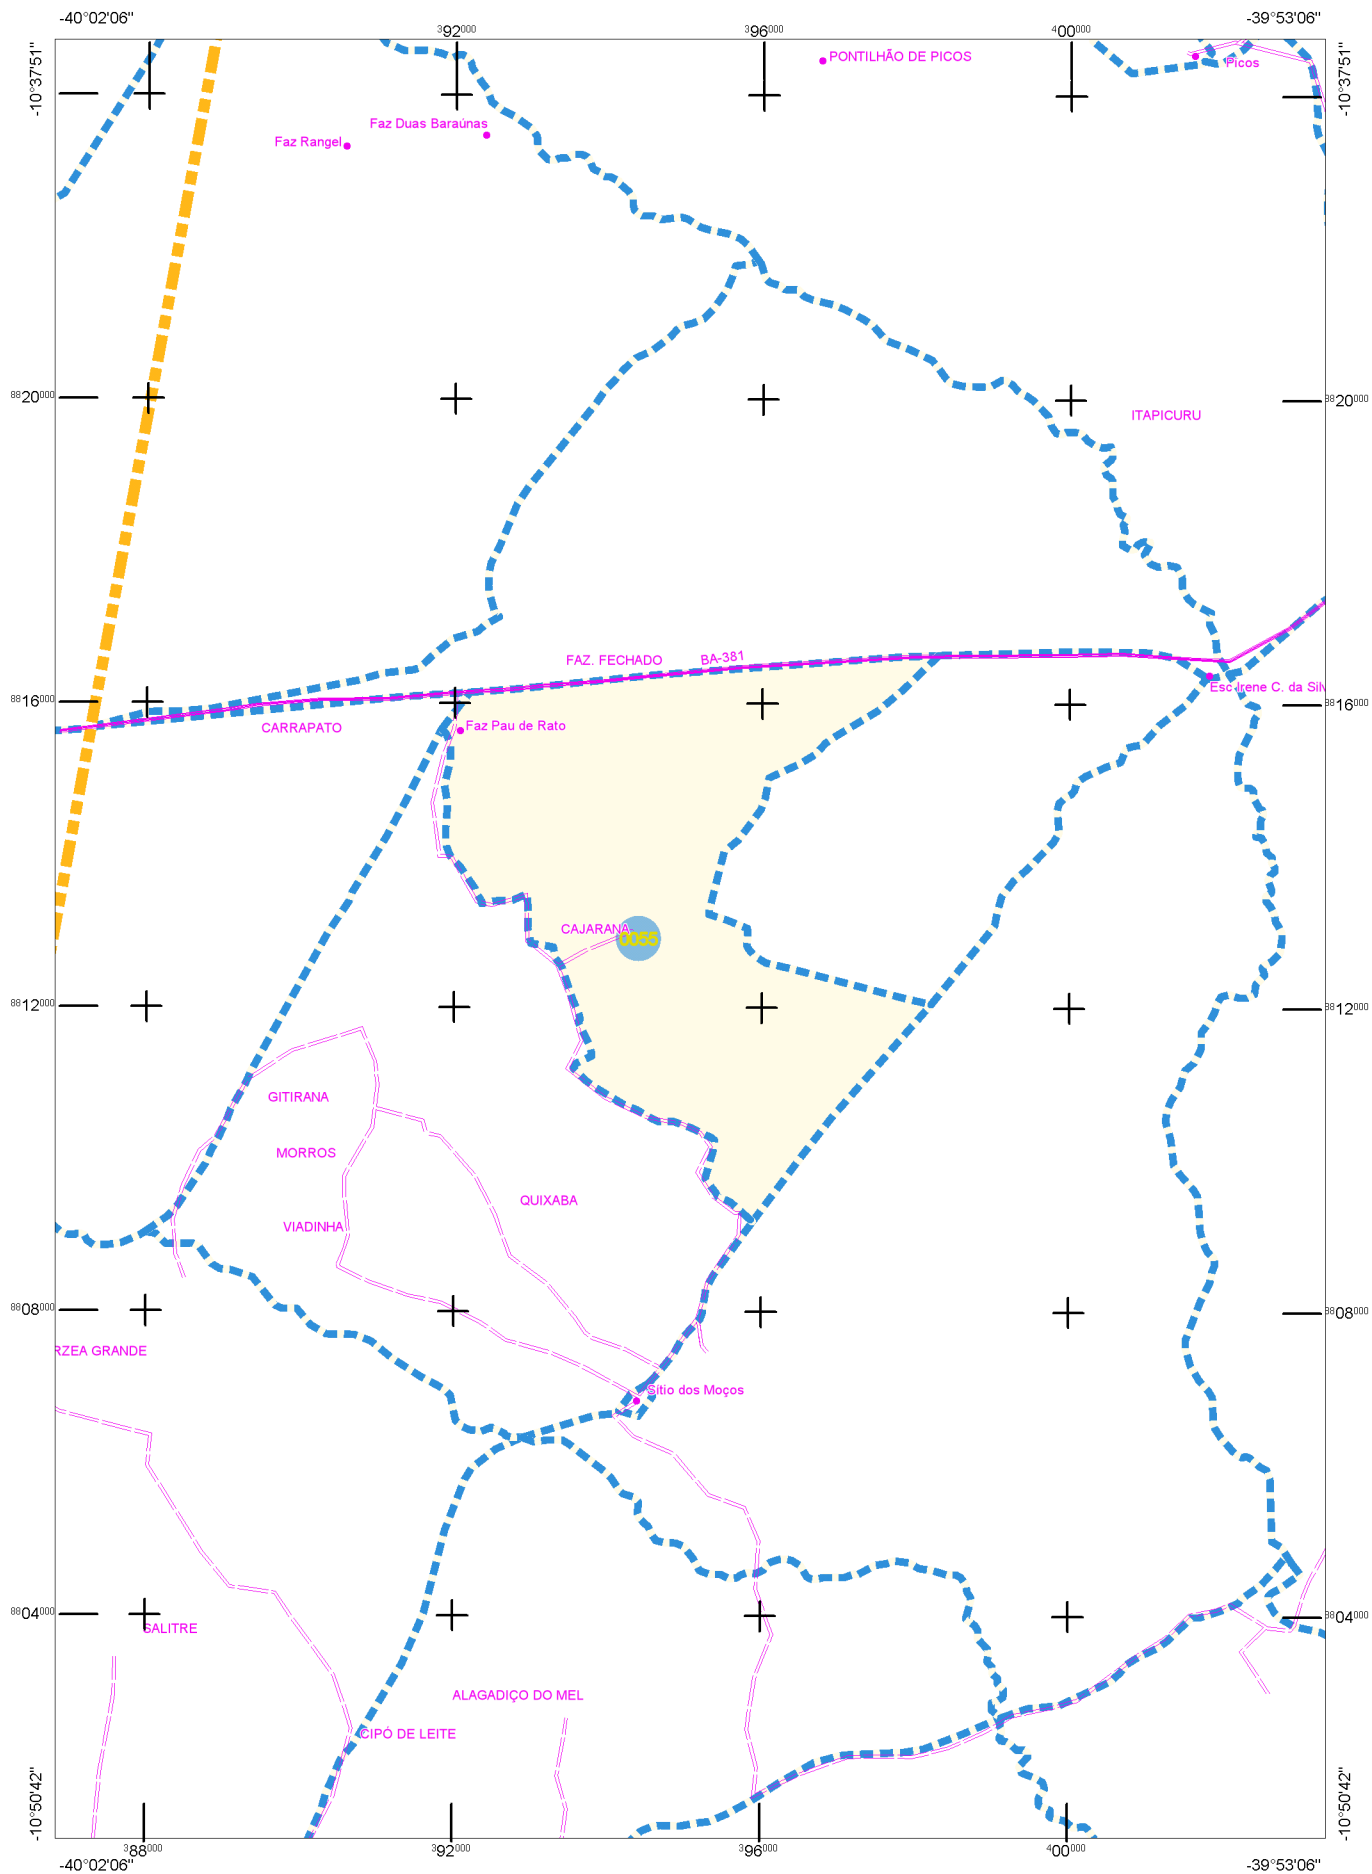 -40°02'06"
-39°53'06"
392000
396000
400000
-10°37'51"
-10°37'51"
PONTILHÃO DE PICOS
Picos
Faz Duas Baraúnas
Faz Rangel
8820000
8820000
ITAPICURU
FAZ. FECHADO
BA-381
Esc Irene C. da Silv
8816000
8816000
CARRAPATO
Faz Pau de Rato
CAJARANA
0055
8812000
8812000
GITIRANA
MORROS
QUIXABA
VIADINHA
8808000
8808000
RZEA GRANDE
Sítio dos Moços
8804000
8804000
SALITRE
ALAGADIÇO DO MEL
CIPÓ DE LEITE
-10°50'42"
-10°50'42"
388000
392000
396000
400000
-40°02'06"
-39°53'06"